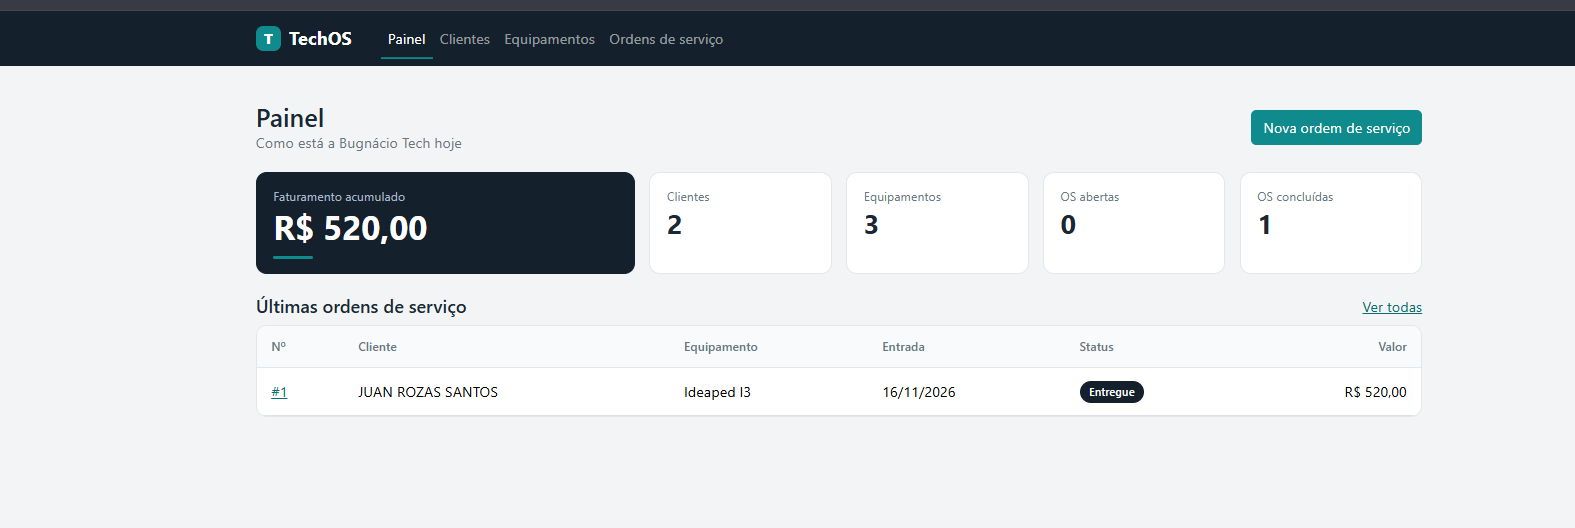 T TechOS Painel Clientes Equipamentos Ordens de serviço
Painel
Como está a Bugnácio Tech hoje
Nova ordem de serviço
Faturamento acumulado
R$ 520,00
Clientes
2
Equipamentos
3
OS abertas
0
OS concluídas
1
Últimas ordens de serviço
Ver todas
Nº Cliente Equipamento Entrada Status Valor
#1 JUAN ROZAS SANTOS Ideaped I3 16/11/2026 Entregue R$ 520,00